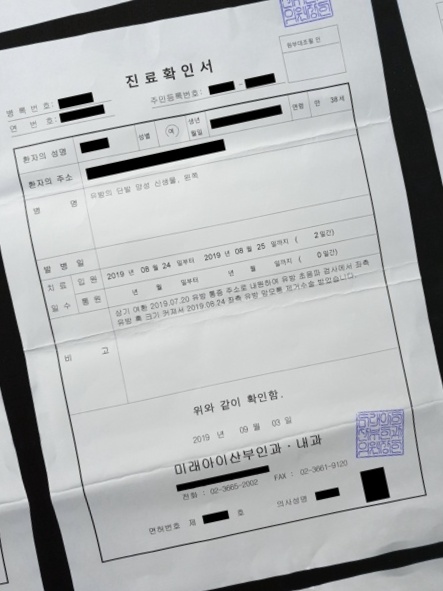 진료확인서
원부대조필 인
병록번호:
연 번호:
주민등록번호: -
환자의 성명 성별 여 생년월일 연령 만 38세
환자의 주소
병 명 유방의 단발 양성 신생물, 왼쪽
발 병 일
치료 입원 2019 년 08 월 24 일부터 2019 년 08 월 25 일까지 ( 2일간)
일수 통원 년 월 일부터 년 월 일까지 ( 0일간)
상기 여환 2019.07.20 유방 통증 주소로 내원하여 유방 초음파 검사에서 좌측
유방 혹 크기 커져서 2019.08.24 좌측 유방 맘모톰 제거수술 받았습니다.
비 고
위와 같이 확인함.
2019 년 09 월 03 일
미래아이산부인과·내과
전화 : 02-3665-2002 FAX : 02-3661-9120
면허번호 제 호 의사성명